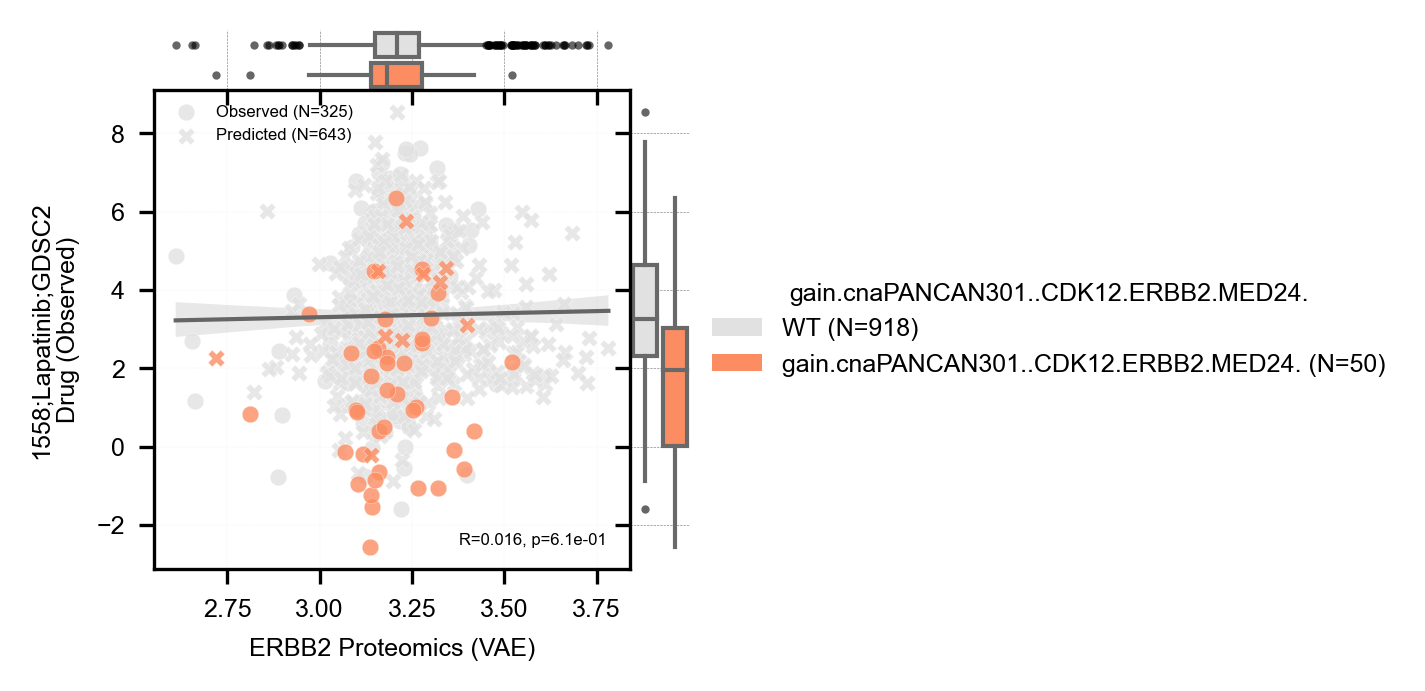 Observed (N=325)
Predicted (N=643)
8
6
4
2
0
−2
1558;Lapatinib;GDSC2
Drug (Observed)
R=0.016, p=6.1e-01
2.75 3.00 3.25 3.50 3.75
ERBB2 Proteomics (VAE)
gain.cnaPANCAN301..CDK12.ERBB2.MED24.
WT (N=918)
gain.cnaPANCAN301..CDK12.ERBB2.MED24. (N=50)